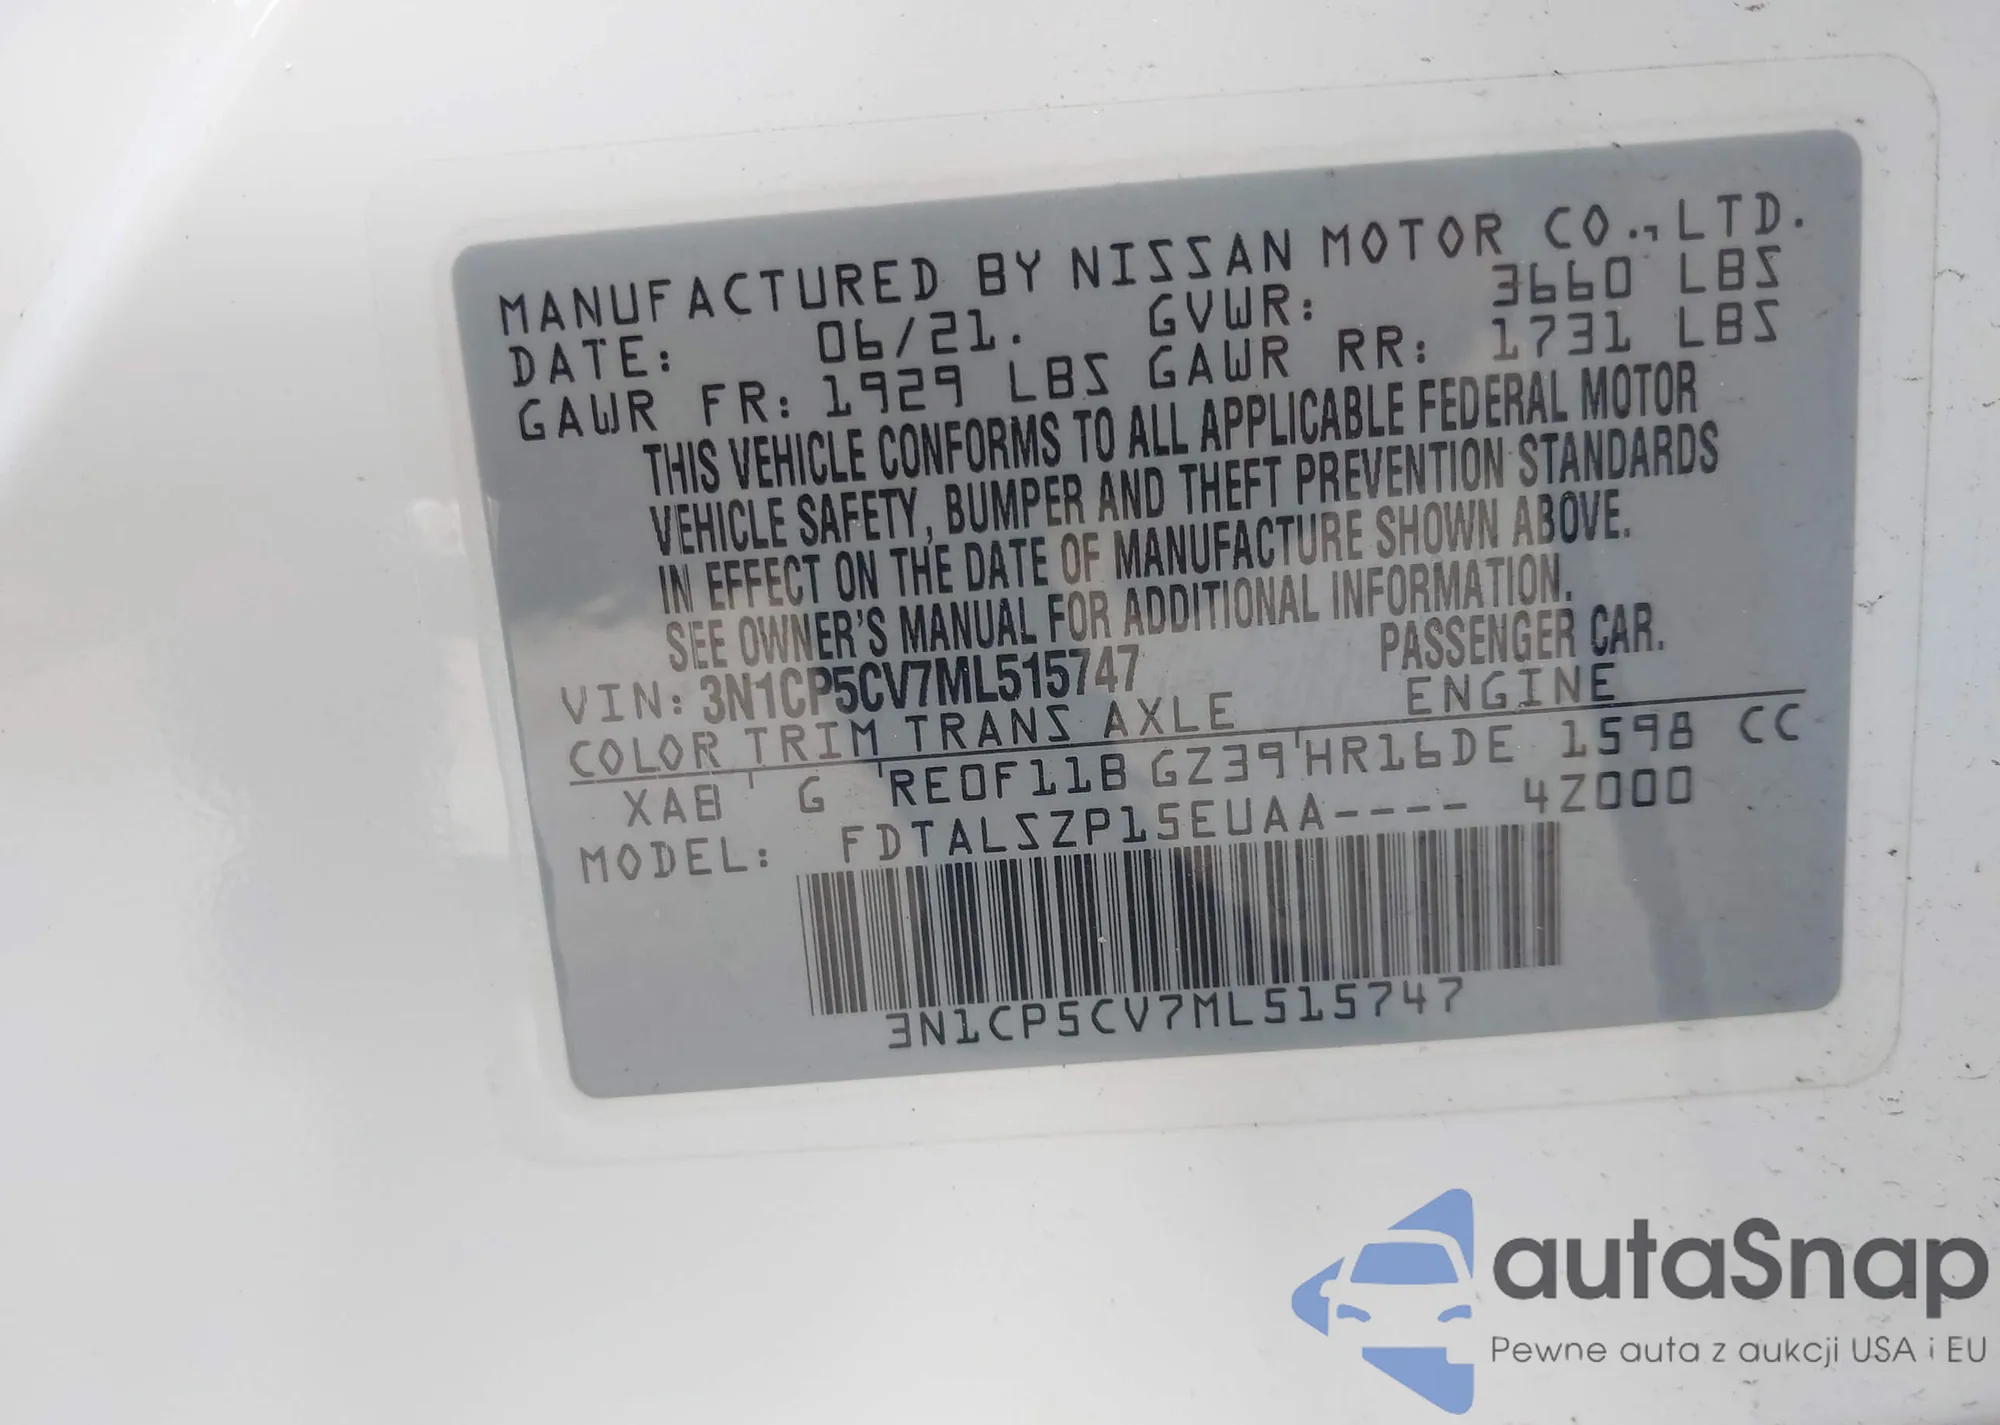 MANUFACTURED BY NISSAN MOTOR CO., LTD.
DATE: 06/21. GVWR: 3660 LBS
GAWR FR: 1929 LBS GAWR RR: 1731 LBS
THIS VEHICLE CONFORMS TO ALL APPLICABLE FEDERAL MOTOR
VEHICLE SAFETY, BUMPER AND THEFT PREVENTION STANDARDS
IN EFFECT ON THE DATE OF MANUFACTURE SHOWN ABOVE.
SEE OWNER'S MANUAL FOR ADDITIONAL INFORMATION.
VIN: 3N1CP5CV7ML515747 PASSENGER CAR.
COLOR TRIM TRANS AXLE ENGINE
XAB ' G 'RE0F11B GZ39'HR16DE 1598 CC
MODEL: FDTALSZP15EUAA---- 4Z000
3N1CP5CV7ML515747
autaSnap
Pewne auta z aukcji USA i EU